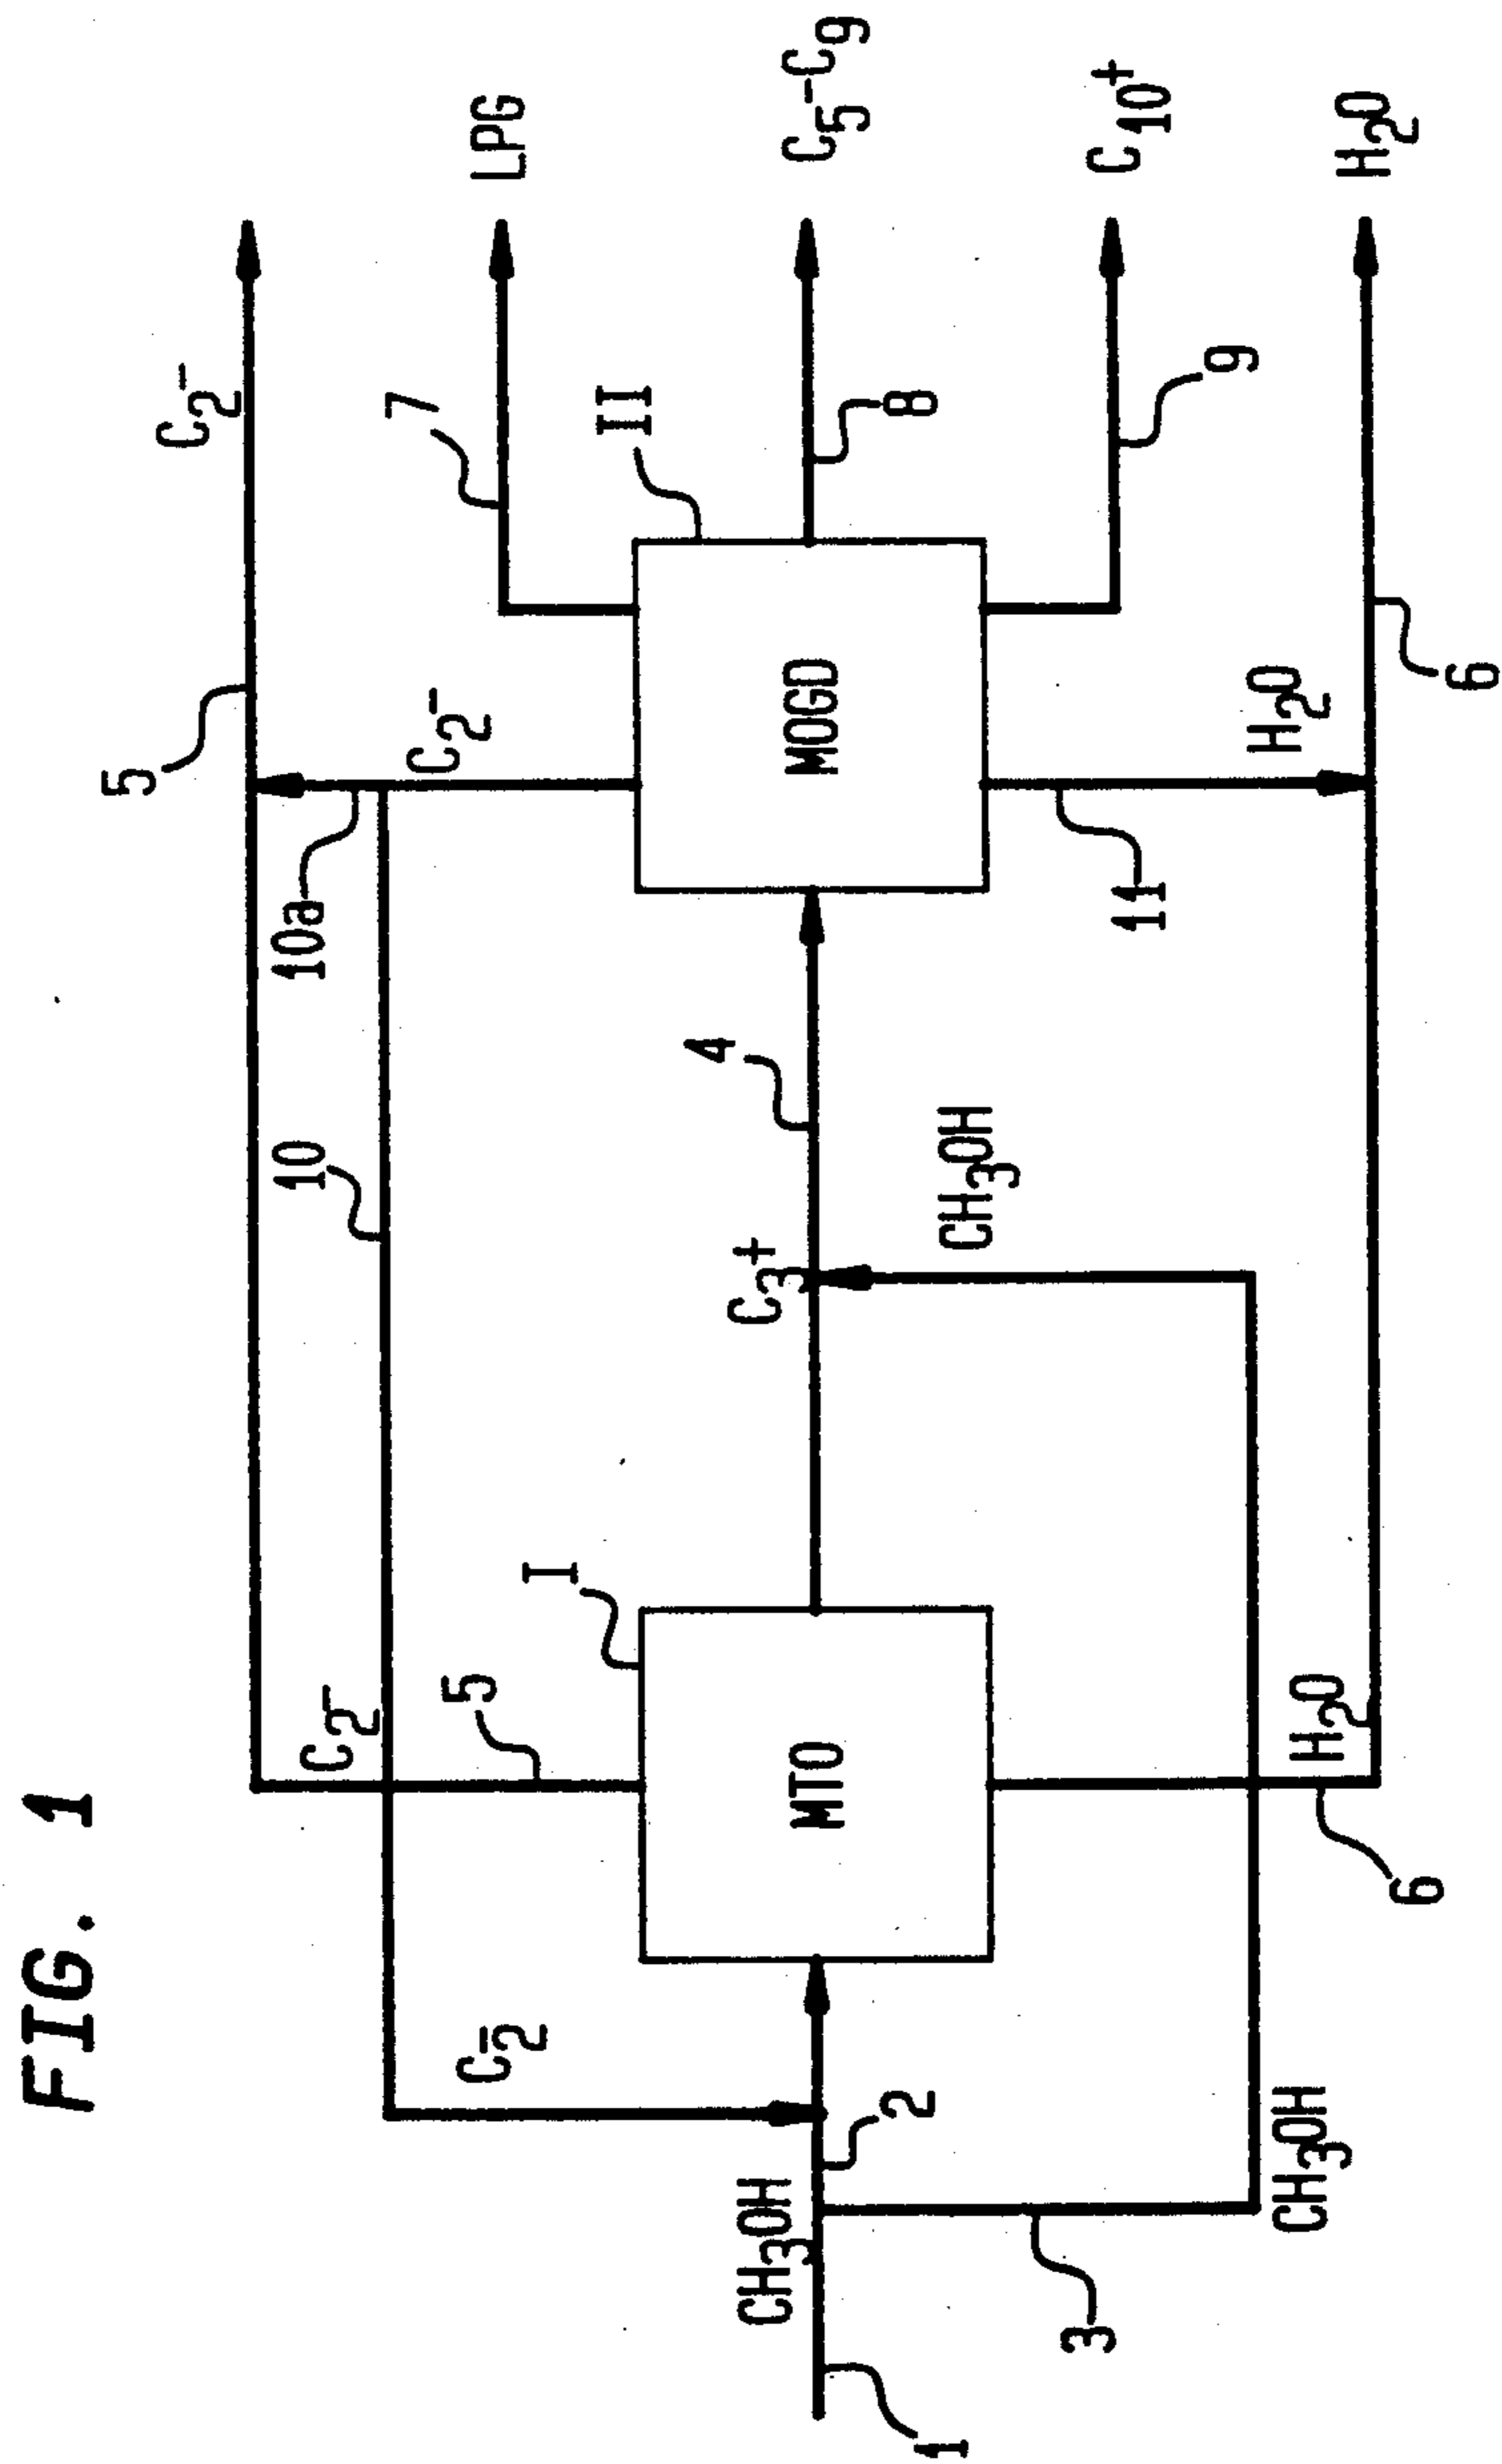 FIG. 1
C₂⁻
5
C₂⁻
10
10a
C₂⁻
7
LPG
C₂⁻
5
I
C₃⁺
4
II
CH₃OH
MTO
MOGD
C₅-C₉
1
2
8
3
CH₃OH
CH₃OH
11
9
C₁₀⁺
6
H₂O
H₂O
6
H₂O